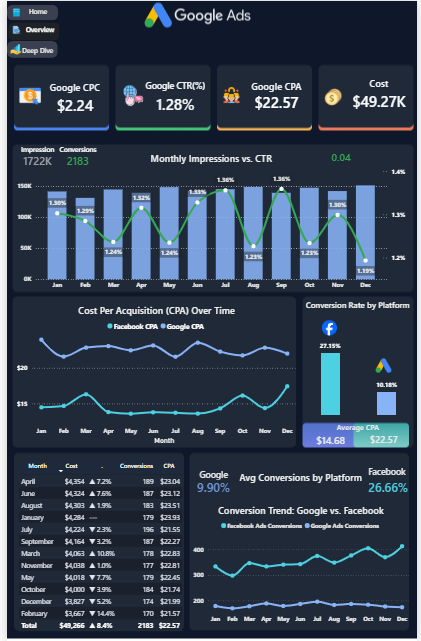 Home
Overview
Deep Dive
Google Ads
Google CPC
$2.24
Google CTR(%)
1.28%
Google CPA
$22.57
Cost
$49.27K
Impression Conversions
1722K 2183
Monthly Impressions vs. CTR
0.04
1.4%
1.3%
1.2%
150K
100K
50K
0K
1.30% 1.29% 1.24% 1.32% 1.24% 1.33% 1.36% 1.23% 1.36% 1.23% 1.30% 1.19%
Jan Feb Mar Apr May Jun Jul Aug Sep Oct Nov Dec
Cost Per Acquisition (CPA) Over Time
Facebook CPA Google CPA
$20
$15
Jan Feb Mar Apr May Jun Jul Aug Sep Oct Nov Dec
Month
Conversion Rate by Platform
27.15%
10.18%
Average CPA
$14.68 $22.57
Month Cost . Conversions CPA
April $4,354 ▲ 7.2% 189 $23.04
June $4,324 ▲ 7.6% 187 $23.12
August $4,303 ▲ 1.9% 183 $23.51
January $4,284 — 179 $23.93
July $4,224 ▼ 2.3% 196 $21.55
September $4,164 ▼ 3.2% 187 $22.27
March $4,063 ▲ 10.8% 178 $22.83
November $4,038 ▲ 1.0% 177 $22.81
May $4,018 ▼ 7.7% 179 $22.45
October $4,000 ▼ 3.9% 184 $21.74
December $3,827 ▼ 5.2% 174 $21.99
February $3,667 ▼ 14.4% 170 $21.57
Total $49,266 ▲ 8.4% 2183 $22.57
Google
9.90%
Avg Conversions by Platform
Facebook
26.66%
Conversion Trend: Google vs. Facebook
Facebook Ads Conversions Google Ads Conversions
400
300
200
Jan Feb Mar Apr May Jun Jul Aug Sep Oct Nov Dec